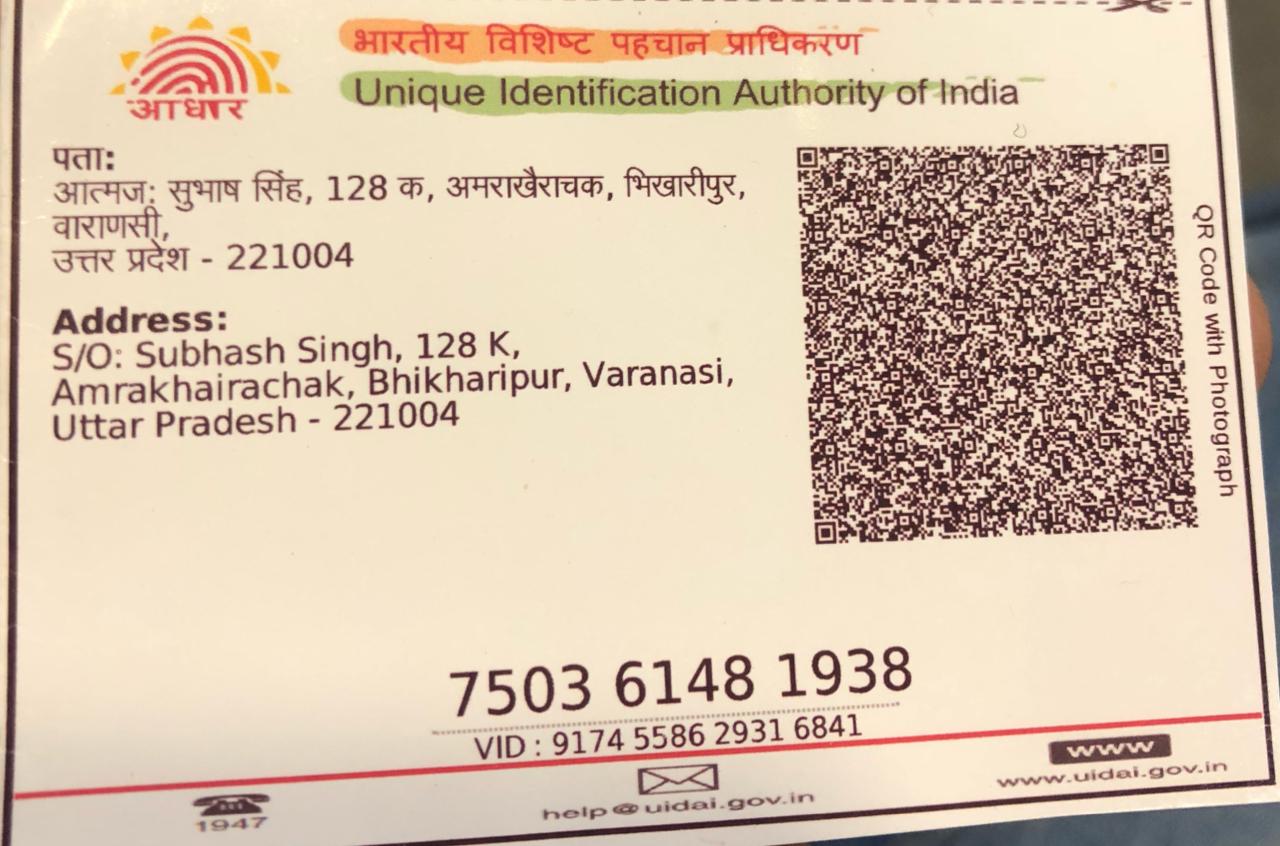 भारतीय विशिष्ट पहचान प्राधिकरण
Unique Identification Authority of India
आधार
पता:
आत्मज: सुभाष सिंह, 128 क, अमराखैराचक, भिखारीपुर,
वाराणसी,
उत्तर प्रदेश - 221004
Address:
S/O: Subhash Singh, 128 K,
Amrakhairachak, Bhikharipur, Varanasi,
Uttar Pradesh - 221004
QR Code with Photograph
7503 6148 1938
VID : 9174 5586 2931 6841
1947
help@uidai.gov.in
www
www.uidai.gov.in